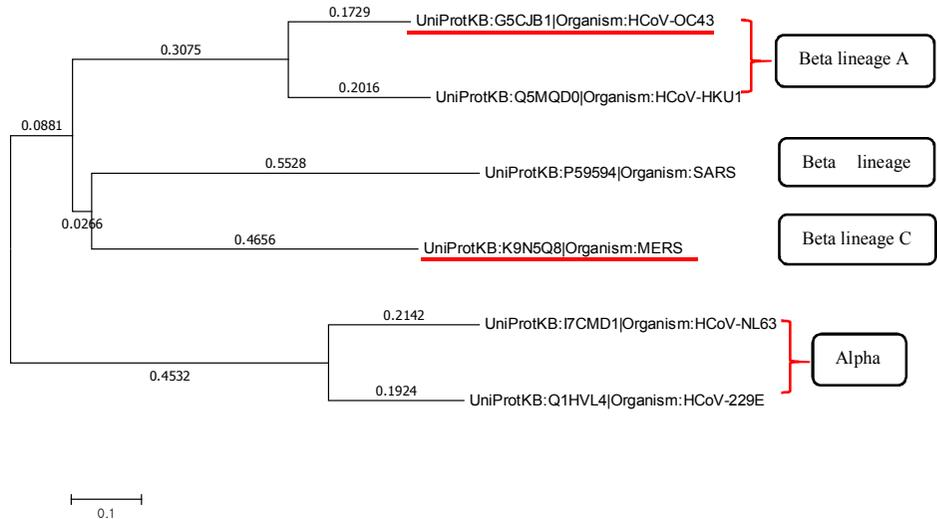 0.1729
UniProtKB:G5CJB1|Organism:HCoV-OC43
0.3075
Beta lineage A
0.2016
UniProtKB:Q5MQD0|Organism:HCoV-HKU1
0.0881
0.5528
UniProtKB:P59594|Organism:SARS
Beta lineage
0.0266
0.4656
UniProtKB:K9N5Q8|Organism:MERS
Beta lineage C
0.2142
UniProtKB:I7CMD1|Organism:HCoV-NL63
0.4532
Alpha
0.1924
UniProtKB:Q1HVL4|Organism:HCoV-229E
0.1